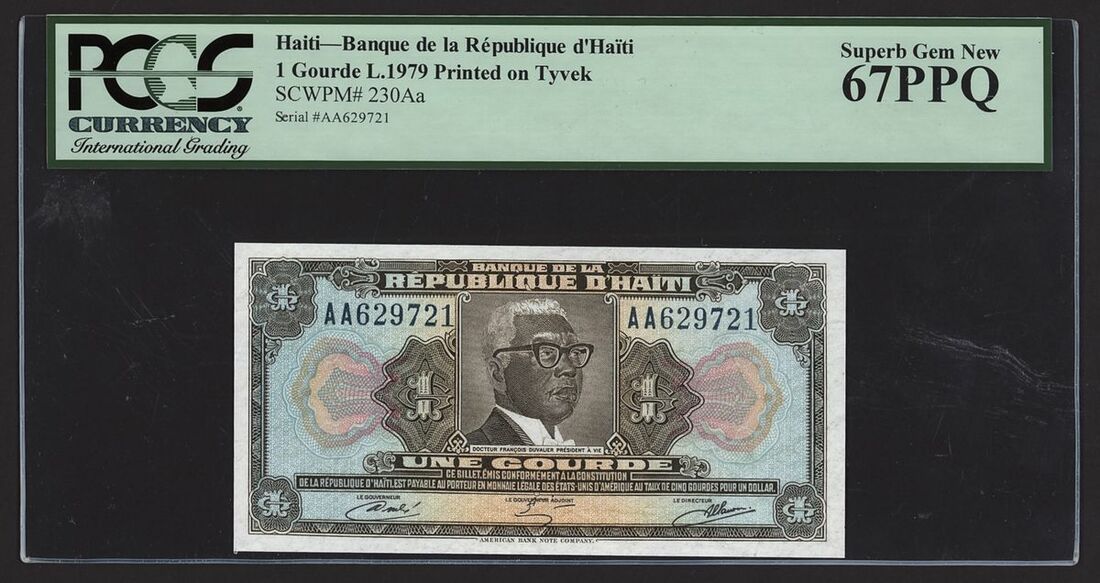 PCGS
CURRENCY
International Grading
Haiti—Banque de la République d'Haïti
1 Gourde L.1979 Printed on Tyvek
SCWPM# 230Aa
Serial #AA629721
Superb Gem New
67PPQ
BANQUE DE LA
RÉPUBLIQUE D'HAÏTI
AA629721
AA629721
1 G
1 G
DOCTEUR FRANÇOIS DUVALIER PRÉSIDENT À VIE
UNE GOURDE
CE BILLET, ÉMIS CONFORMÉMENT À LA CONSTITUTION
DE LA RÉPUBLIQUE D'HAÏTI, EST PAYABLE AU PORTEUR EN MONNAIE LÉGALE DES ÉTATS-UNIS D'AMÉRIQUE AU TAUX DE CINQ GOURDES POUR UN DOLLAR.
LE GOUVERNEUR
LE GOUVERNEUR ADJOINT
LE DIRECTEUR
AMERICAN BANK NOTE COMPANY.